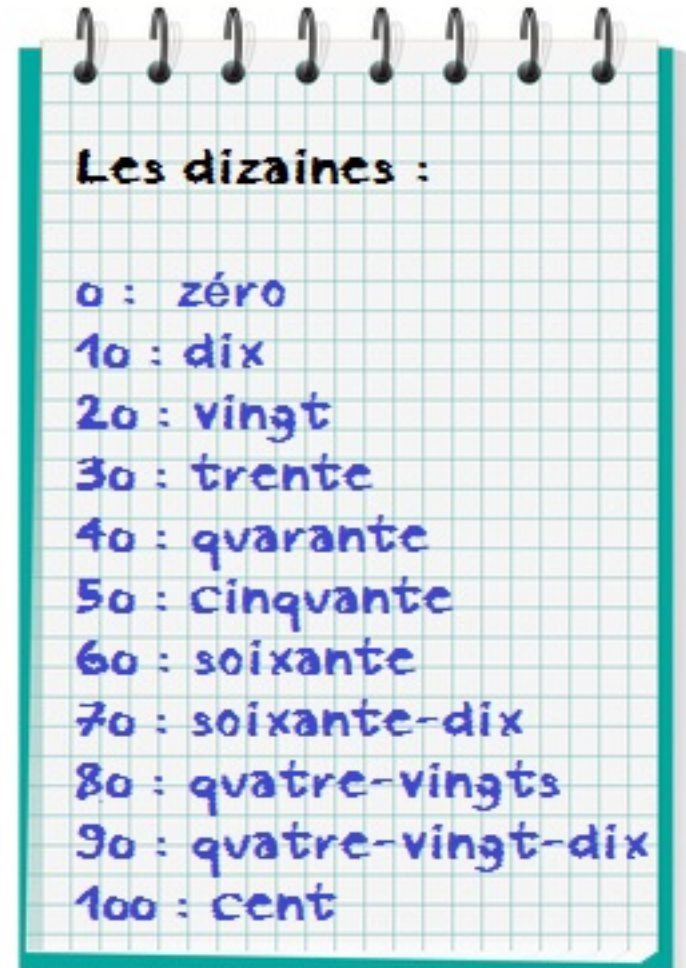 Les dizaines :
0 : zéro
10 : dix
20 : vingt
30 : trente
40 : quarante
50 : cinquante
60 : soixante
70 : soixante-dix
80 : quatre-vingts
90 : quatre-vingt-dix
100 : cent